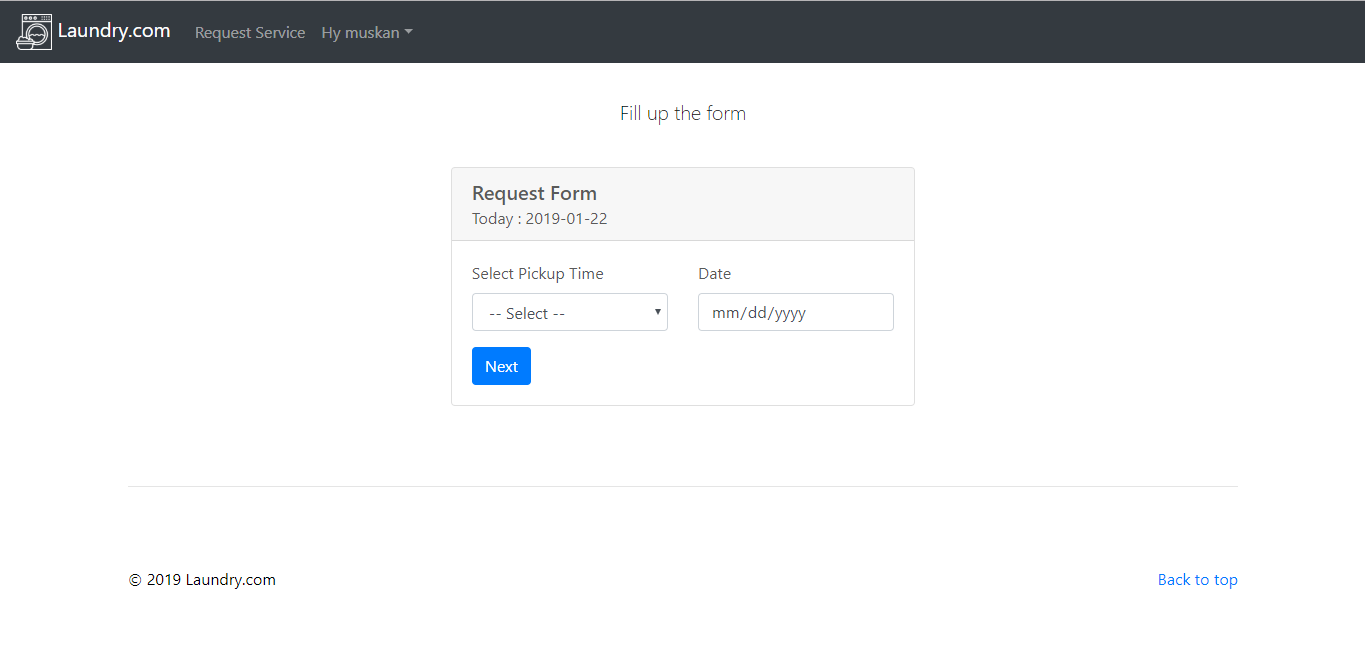 Laundry.com Request Service Hy muskan
Fill up the form
Request Form
Today : 2019-01-22
Select Pickup Time Date
-- Select -- mm/dd/yyyy
Next
© 2019 Laundry.com Back to top